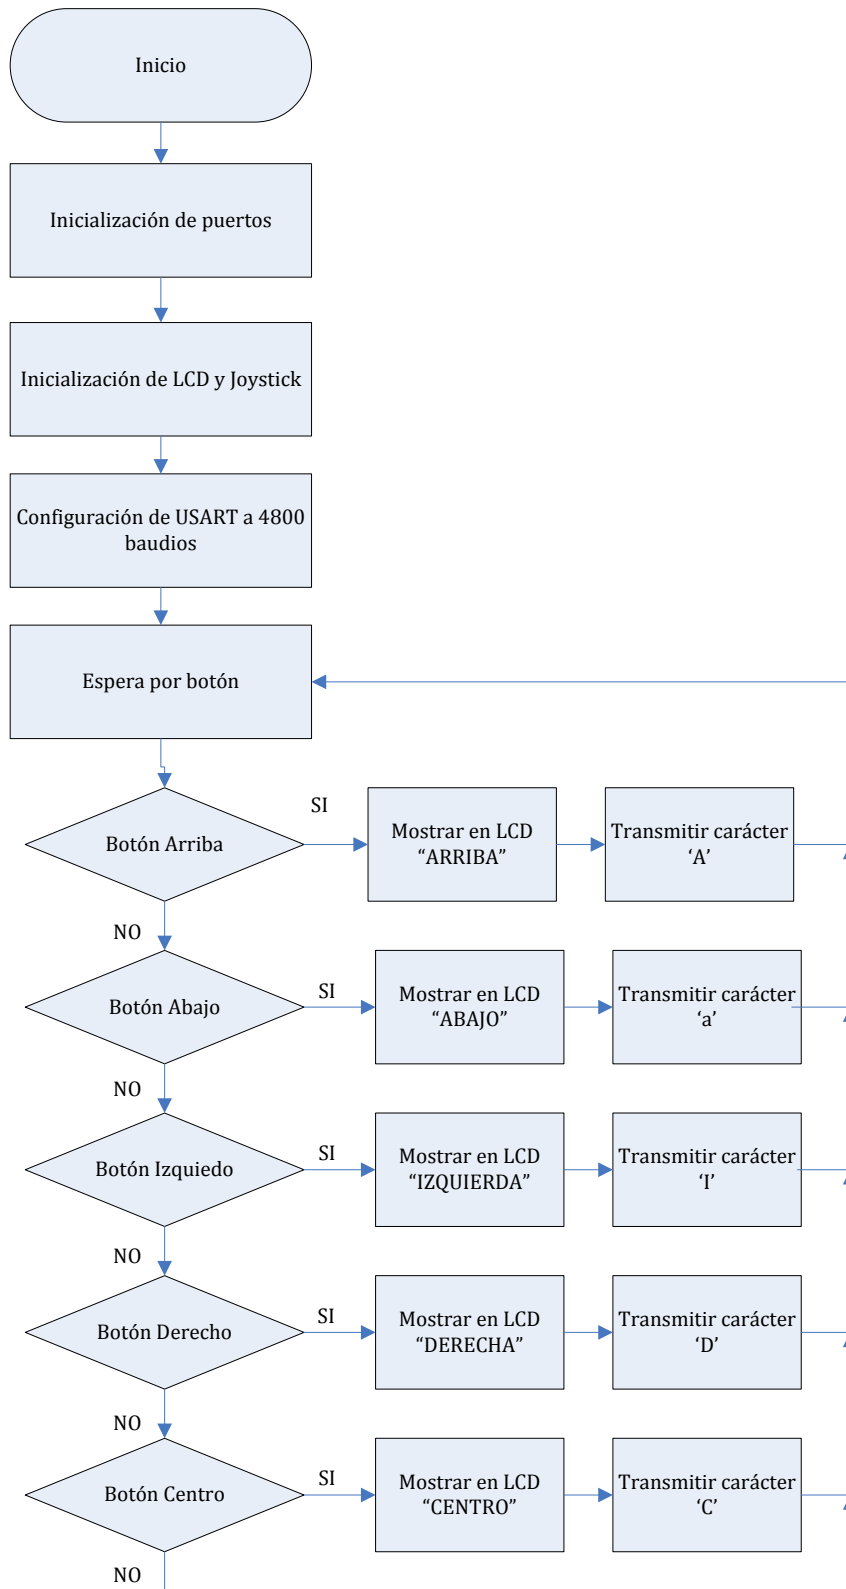 Inicio
Inicialización de puertos
Inicialización de LCD y Joystick
Configuración de USART a 4800
baudios
Espera por botón
Botón Arriba
SI
Mostrar en LCD
“ARRIBA”
Transmitir carácter
‘A’
NO
Botón Abajo
SI
Mostrar en LCD
“ABAJO”
Transmitir carácter
‘a’
NO
Botón Izquiedo
SI
Mostrar en LCD
“IZQUIERDA”
Transmitir carácter
‘I’
NO
Botón Derecho
SI
Mostrar en LCD
“DERECHA”
Transmitir carácter
‘D’
NO
Botón Centro
SI
Mostrar en LCD
“CENTRO”
Transmitir carácter
‘C’
NO